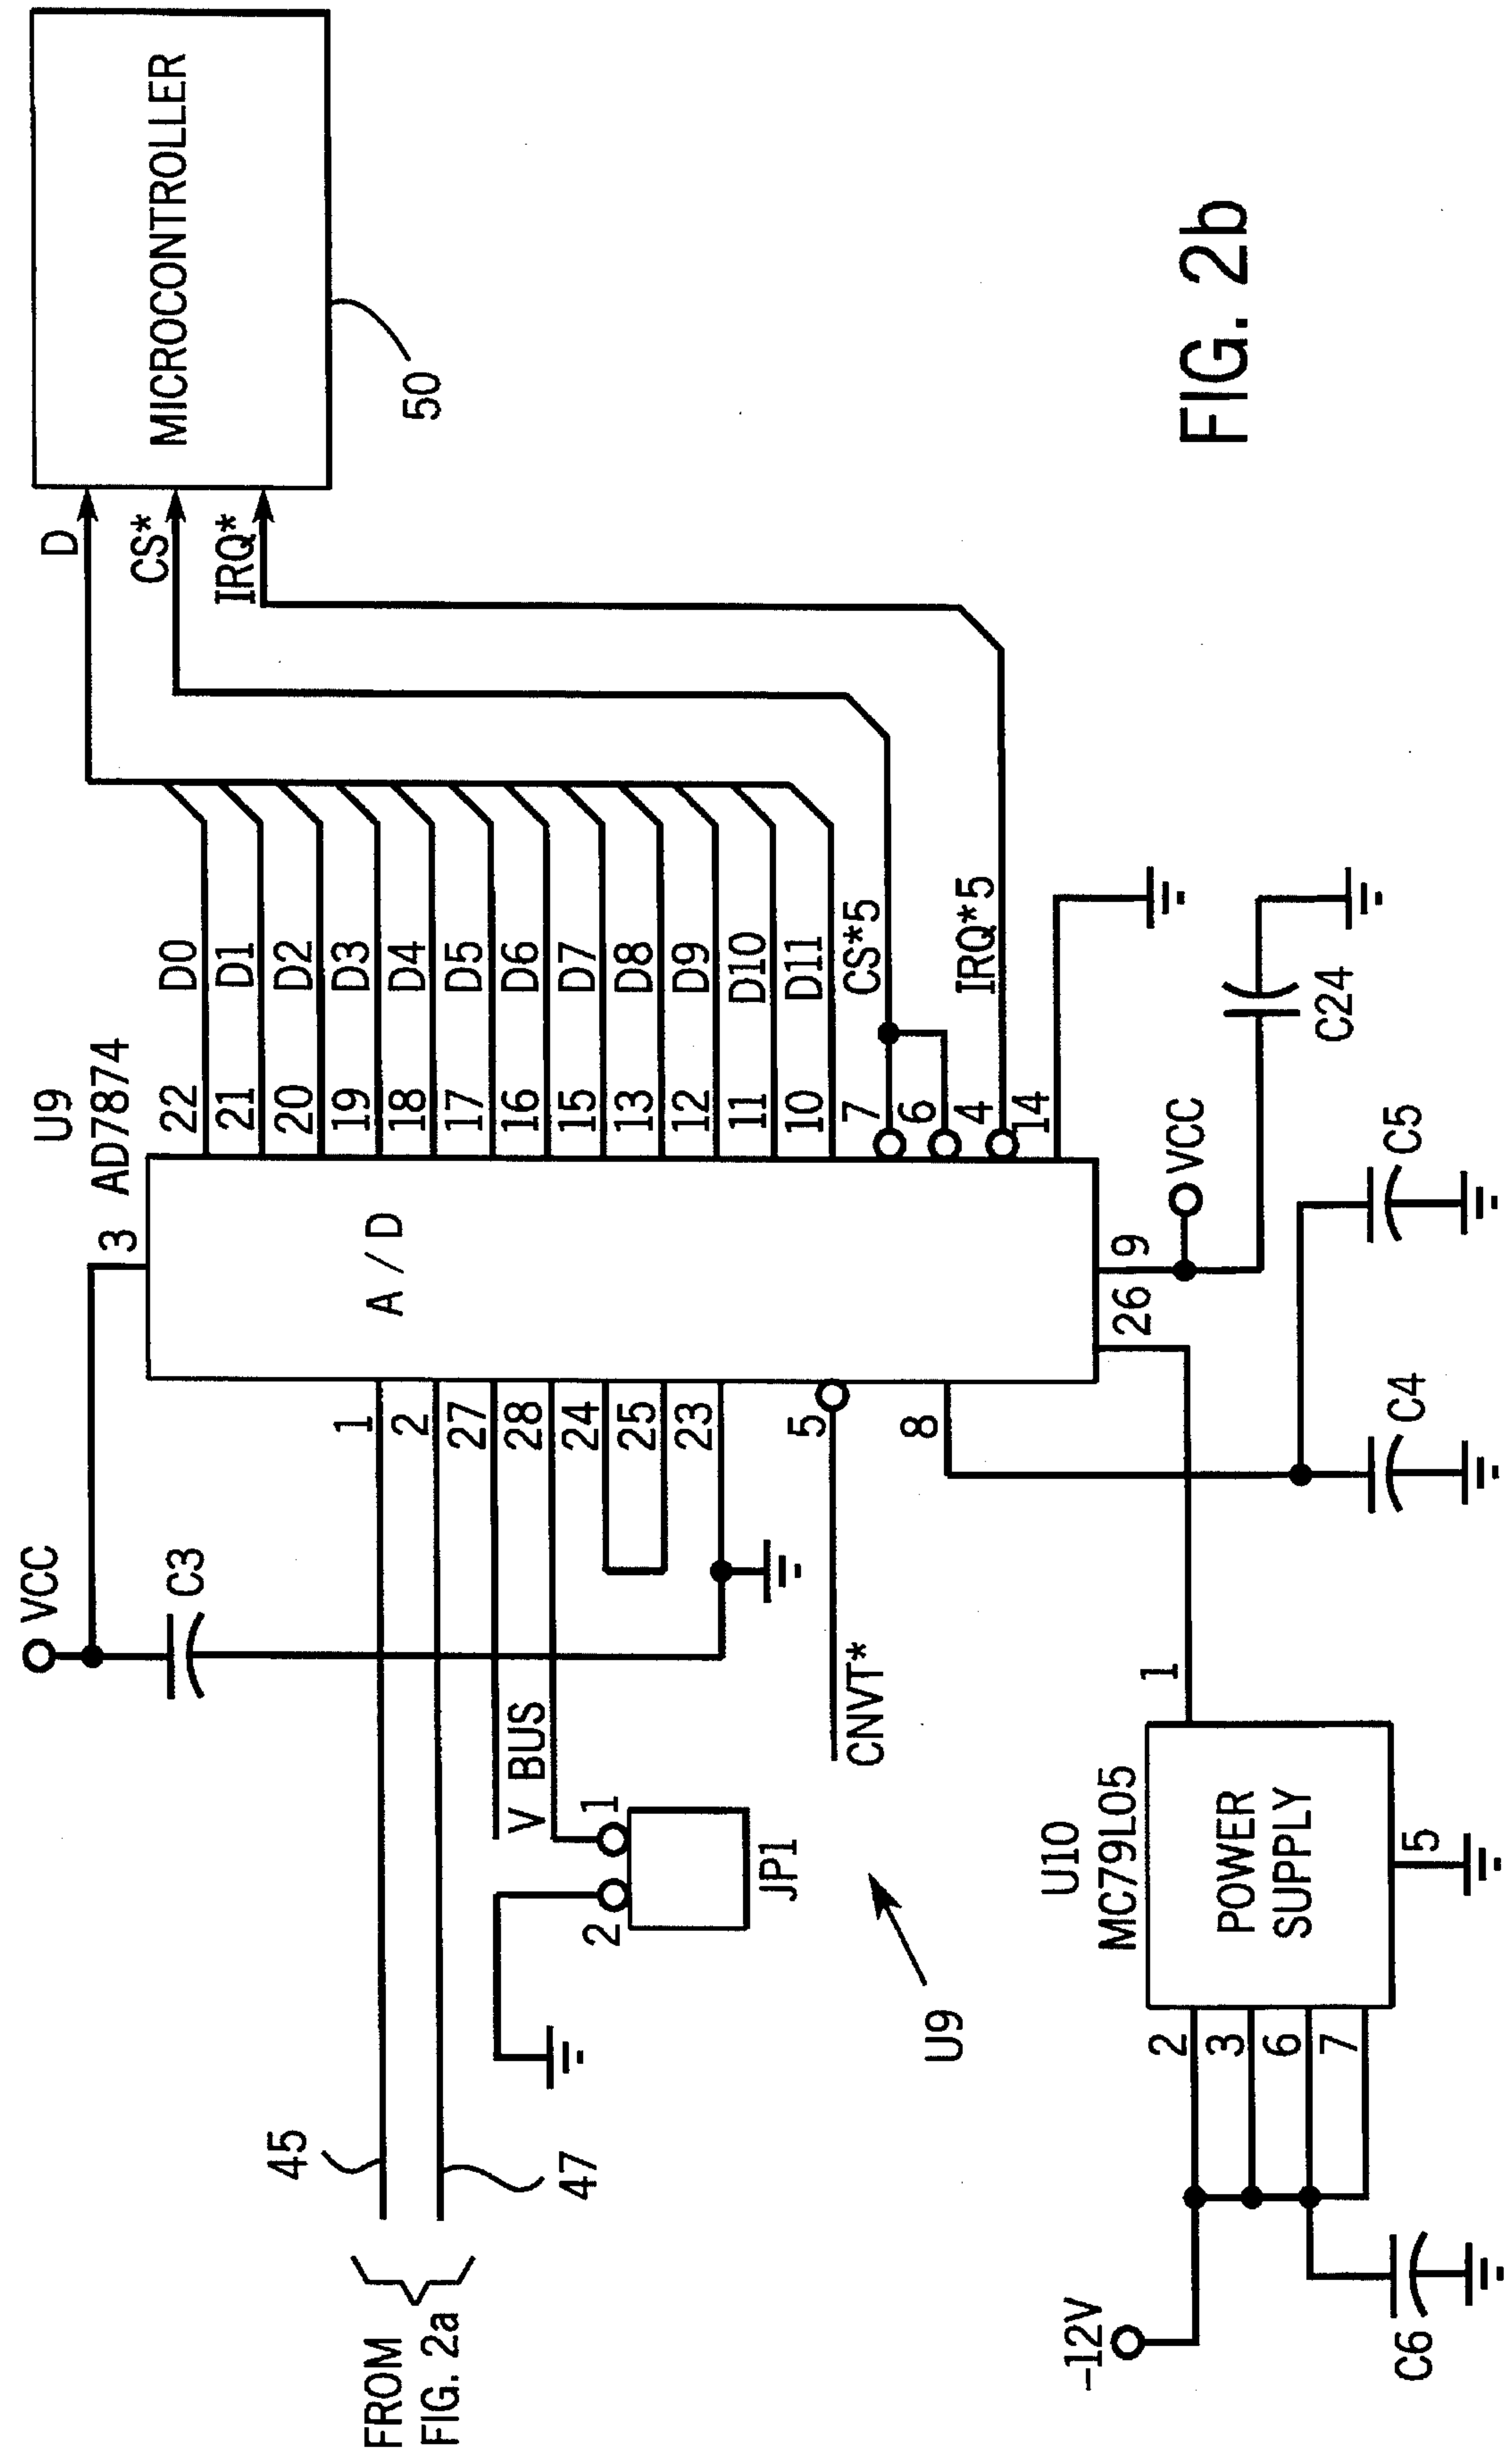 MICROCONTROLLER
50
D
CS*
IRQ*
U9
AD7874
3
A / D
22 D0
21 D1
20 D2
19 D3
18 D4
17 D5
16 D6
15 D7
13 D8
12 D9
11 D10
10 D11
7 CS*5
6
4 IRQ*5
14
VCC
C3
1
2
27
28
24
25
23
5
8
26
9
VCC
C24
C5
C4
V BUS
1
2
JP1
CNVT*
45
47
FROM
FIG. 2a
U9
U10
MC79L05
POWER
SUPPLY
1
2
3
6
7
5
-12V
C6
FIG. 2b